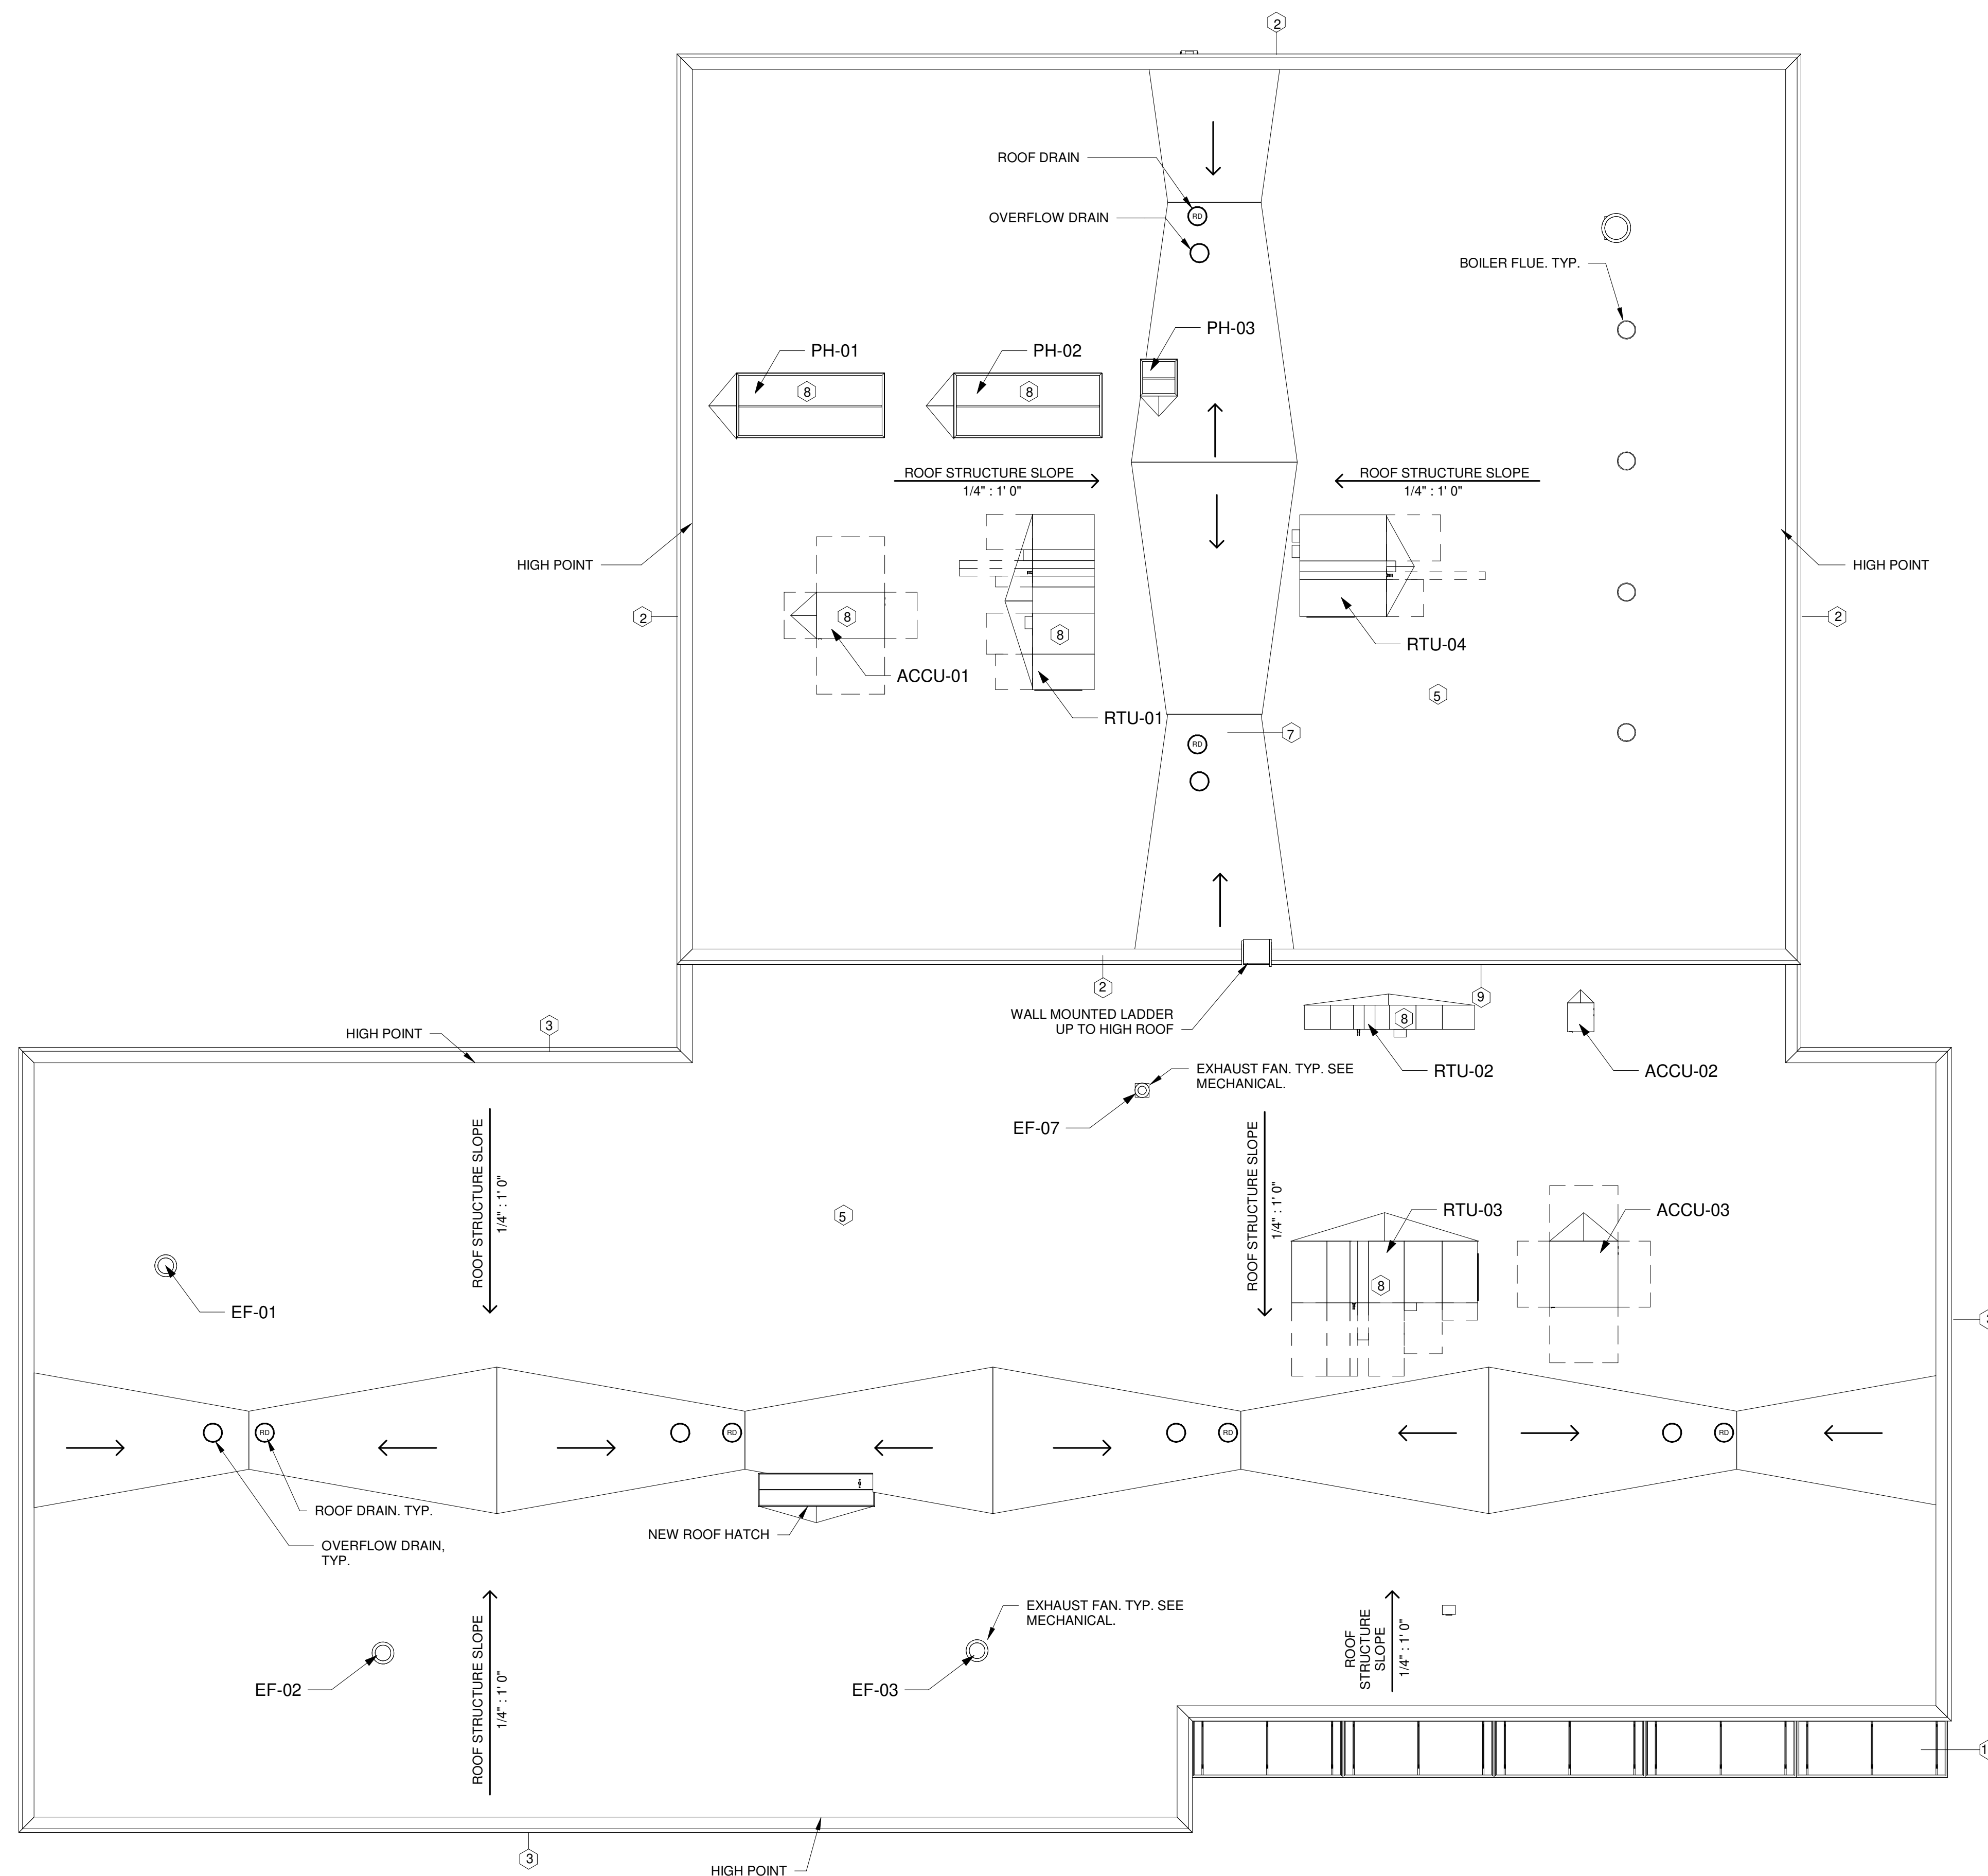 2
ROOF DRAIN
RD
OVERFLOW DRAIN
BOILER FLUE. TYP.
PH-01
PH-02
PH-03
8
8
ROOF STRUCTURE SLOPE
1/4" : 1' 0"
ROOF STRUCTURE SLOPE
1/4" : 1' 0"
HIGH POINT
HIGH POINT
2
8
8
2
RTU-04
ACCU-01
5
RTU-01
7
RD
2
9
WALL MOUNTED LADDER
UP TO HIGH ROOF
8
HIGH POINT
3
EXHAUST FAN. TYP. SEE
MECHANICAL.
RTU-02
ACCU-02
EF-07
ROOF STRUCTURE SLOPE
1/4" : 1' 0"
ROOF STRUCTURE SLOPE
1/4" : 1' 0"
5
RTU-03
ACCU-03
8
EF-01
RD
RD
RD
RD
ROOF DRAIN. TYP.
OVERFLOW DRAIN,
TYP.
NEW ROOF HATCH
ROOF STRUCTURE SLOPE
1/4" : 1' 0"
EXHAUST FAN. TYP. SEE
MECHANICAL.
ROOF
STRUCTURE
SLOPE
1/4" : 1' 0"
EF-02
EF-03
1
3
HIGH POINT